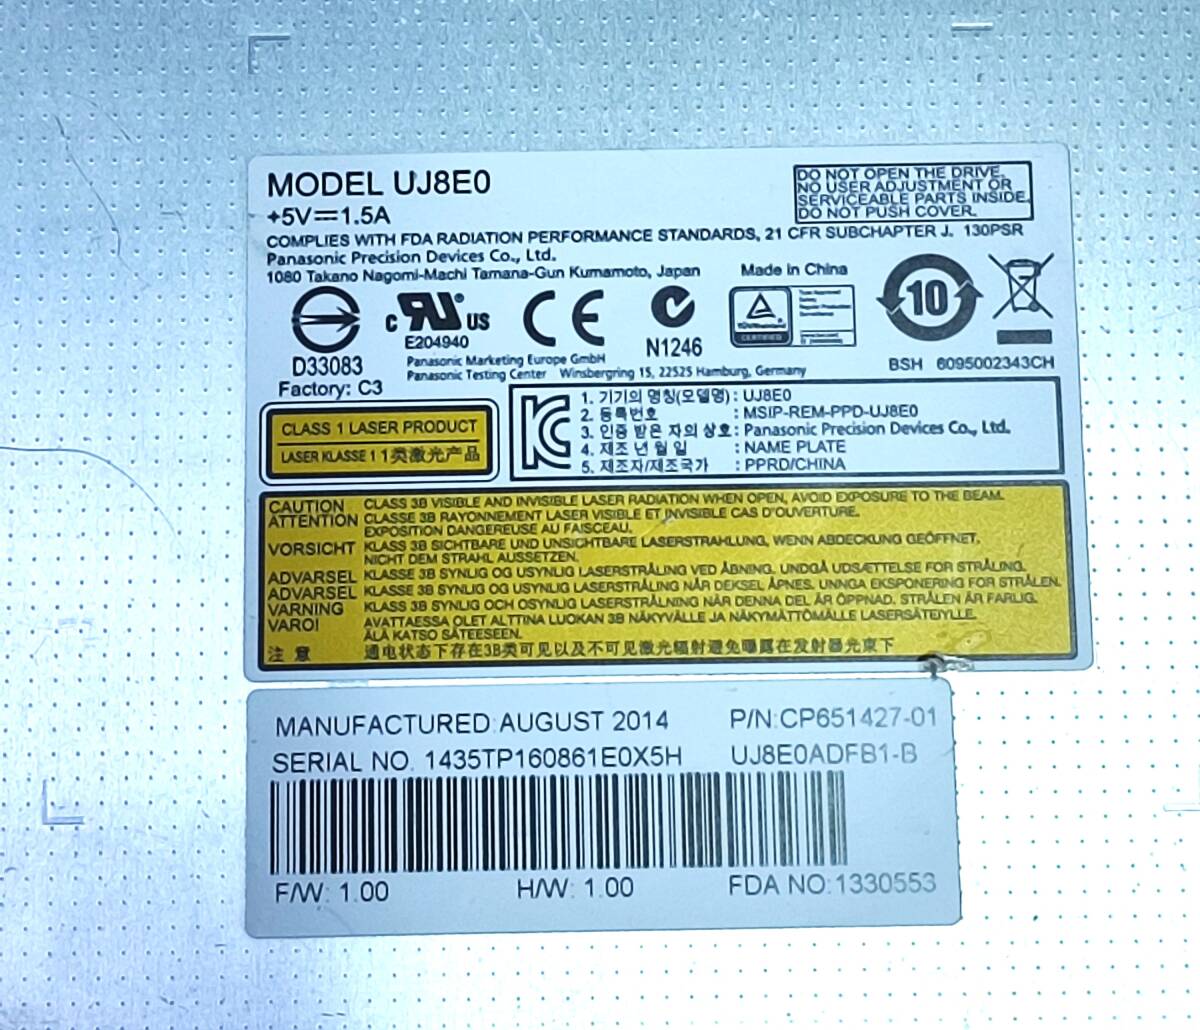 MODEL UJ8E0
+5V⎓1.5A
DO NOT OPEN THE DRIVE.
NO USER ADJUSTMENT OR
SERVICEABLE PARTS INSIDE.
DO NOT PUSH COVER.
COMPLIES WITH FDA RADIATION PERFORMANCE STANDARDS, 21 CFR SUBCHAPTER J. 130PSR
Panasonic Precision Devices Co., Ltd.
1080 Takano Nagomi-Machi Tamana-Gun Kumamoto, Japan
Made in China
D33083
Factory: C3
c RU US
E204940
CE
N1246
TÜVRheinland
CERTIFIED
10
Panasonic Marketing Europe GmbH
Panasonic Testing Center Winsbergring 15, 22525 Hamburg, Germany
BSH 6095002343CH
CLASS 1 LASER PRODUCT
LASER KLASSE 1 1类激光产品
1. 기기의 명칭(모델명) : UJ8E0
2. 등록번호 : MSIP-REM-PPD-UJ8E0
3. 인증 받은 자의 상호 : Panasonic Precision Devices Co., Ltd.
4. 제조 년 월 일 : NAME PLATE
5. 제조자/제조국가 : PPRD/CHINA
CAUTION CLASS 3B VISIBLE AND INVISIBLE LASER RADIATION WHEN OPEN, AVOID EXPOSURE TO THE BEAM.
ATTENTION CLASSE 3B RAYONNEMENT LASER VISIBLE ET INVISIBLE CAS D'OUVERTURE.
EXPOSITION DANGEREUSE AU FAISCEAU.
VORSICHT KLASS 3B SICHTBARE UND UNSICHTBARE LASERSTRAHLUNG, WENN ABDECKUNG GEÖFFNET.
NICHT DEM STRAHL AUSSETZEN.
ADVARSEL KLASSE 3B SYNLIG OG USYNLIG LASERSTRÅLING VED ÅBNING. UNDGÅ UDSÆTTELSE FOR STRÅLING.
ADVARSEL KLASSE 3B SYNLIG OG USYNLIG LASERSTRÅLING NÅR DEKSEL ÅPNES. UNNGA EKSPONERING FOR STRÅLEN.
VARNING KLASS 3B SYNLIG OCH OSYNLIG LASERSTRÅLNING NÄR DENNA DEL ÄR ÖPPNAD. STRÅLEN ÄR FARLIG.
VARO! AVATTAESSA OLET ALTTINA LUOKAN 3B NÄKYVÄLLE JA NÄKYMÄTTÖMÄLLE LASERSÄTEIYLLE.
ÄLÄ KATSO SÄTEESEEN.
注 意 通电状态下存在3B类可见以及不可见激光辐射避免曝露在发射器光束下
MANUFACTURED:AUGUST 2014 P/N:CP651427-01
SERIAL NO. 1435TP160861E0X5H UJ8E0ADFB1-B
F/W: 1.00 H/W: 1.00 FDA NO:1330553